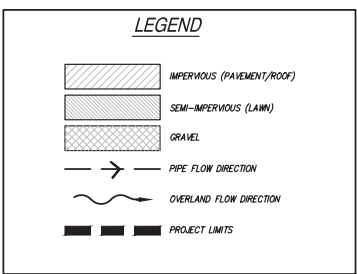 LEGEND
IMPERVIOUS (PAVEMENT/ROOF)
SEMI-IMPERVIOUS (LAWN)
GRAVEL
PIPE FLOW DIRECTION
OVERLAND FLOW DIRECTION
PROJECT LIMITS